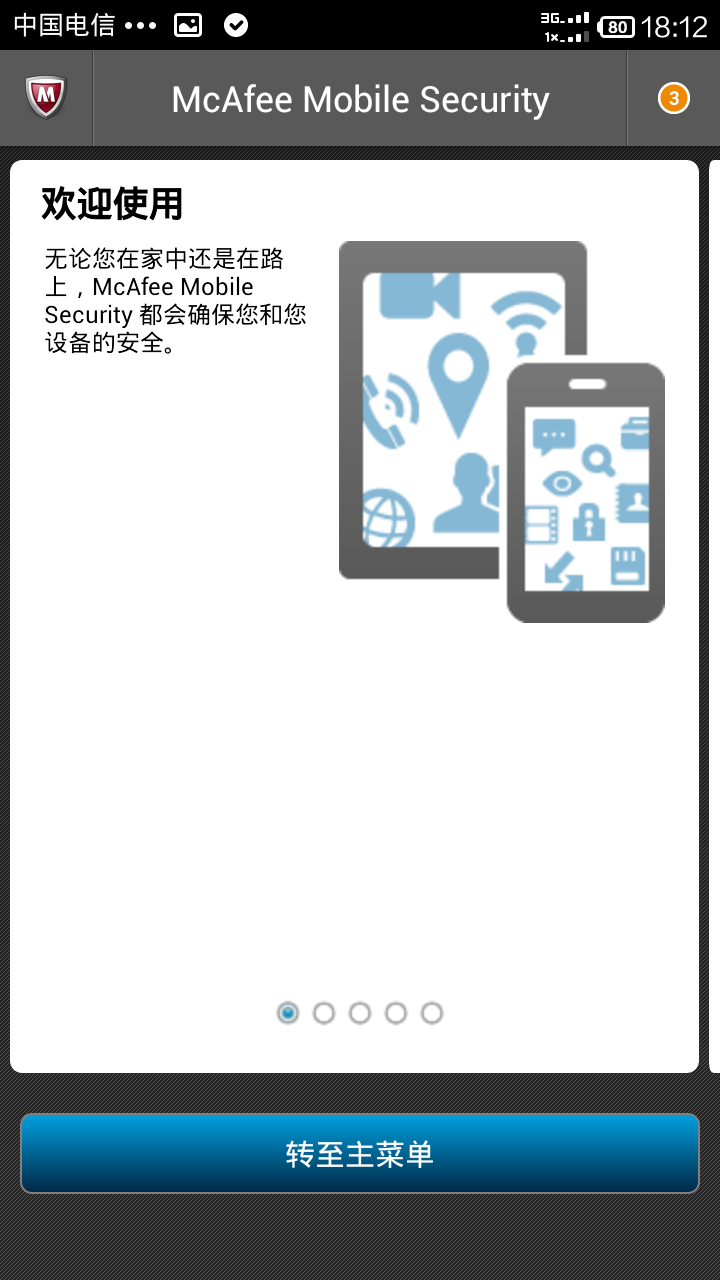 中国电信 ••• 3G 1x 80 18:12
McAfee Mobile Security 3
欢迎使用
无论您在家中还是在路
上，McAfee Mobile
Security 都会确保您和您
设备的安全。
转至主菜单